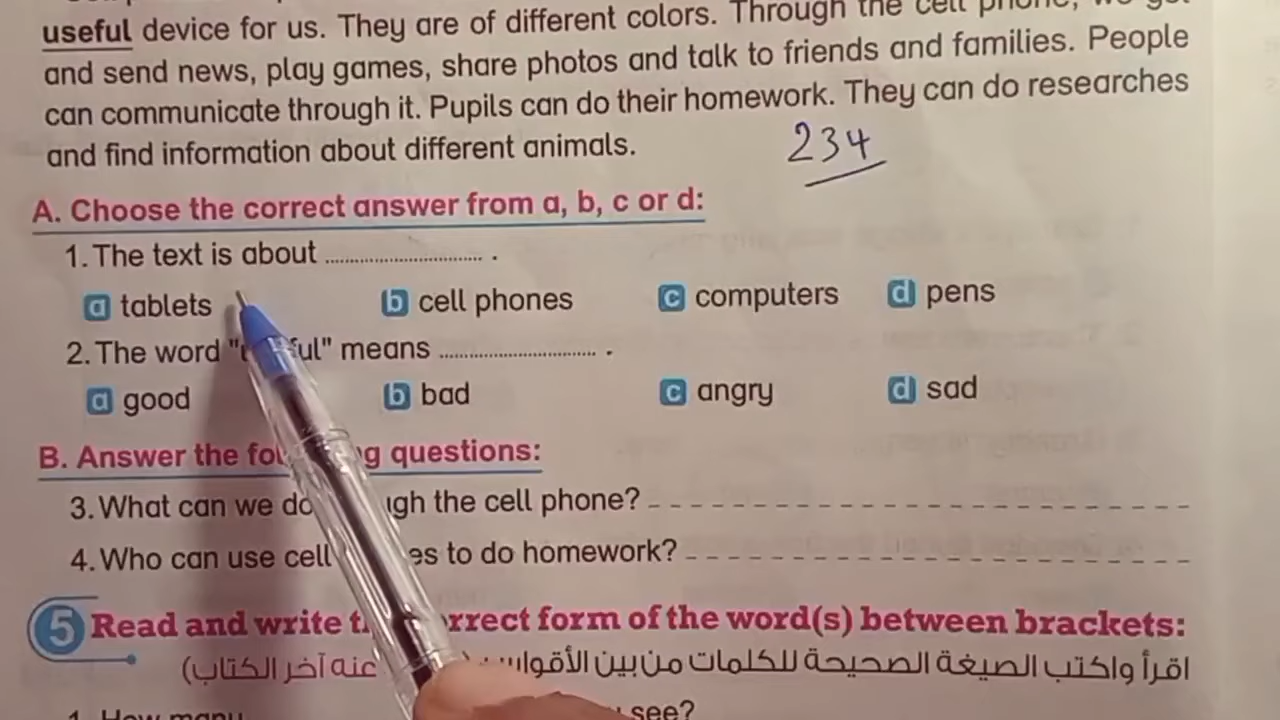 useful device for us. They are of different colors. Through the cell phone, we
and send news, play games, share photos and talk to friends and families. People
can communicate through it. Pupils can do their homework. They can do researches
and find information about different animals.
234
A. Choose the correct answer from a, b, c or d:
1. The text is about .............................. .
a tablets b cell phones c computers d pens
2. The word " ful" means .............................. .
a good b bad c angry d sad
B. Answer the following questions:
3. What can we do ugh the cell phone?
4. Who can use cell es to do homework?
5 Read and write t rrect form of the word(s) between brackets:
اقرأ واكتب الصيغة الصحيحة للكلمات من بين الأقواس عنه آخر الكتاب)
1. How many see?